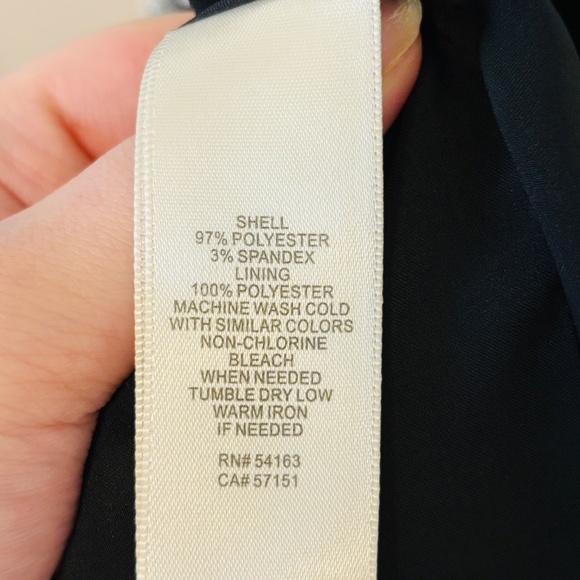 SHELL
97% POLYESTER
3% SPANDEX
LINING
100% POLYESTER
MACHINE WASH COLD
WITH SIMILAR COLORS
NON-CHLORINE
BLEACH
WHEN NEEDED
TUMBLE DRY LOW
WARM IRON
IF NEEDED
RN# 54163
CA# 57151